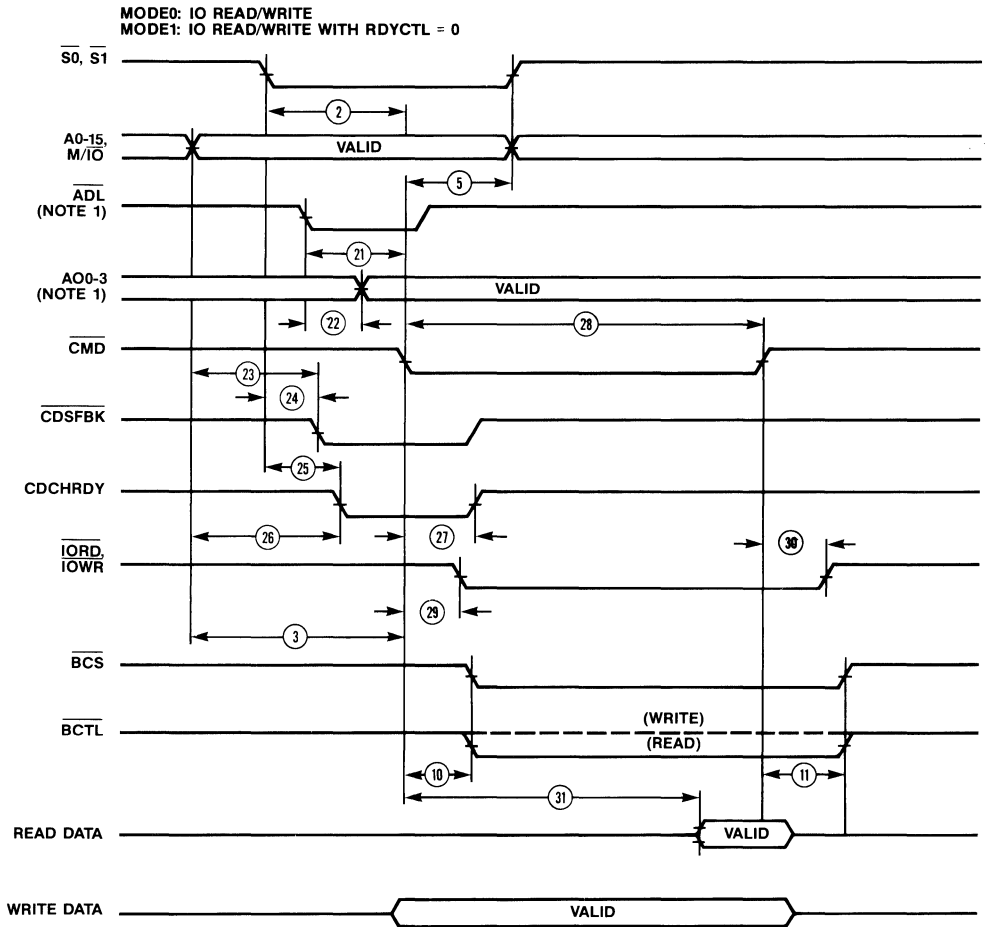 MODE0: IO READ/WRITE
MODE1: IO READ/WRITE WITH RDYCTL = 0
S0, S1
2
A0-15,
M/IO
VALID
5
ADL
(NOTE 1)
21
AO0-3
(NOTE 1)
VALID
22
28
CMD
23
24
CDSFBK
25
CDCHRDY
26
27
30
IORD,
IOWR
29
3
BCS
(WRITE)
BCTL
(READ)
10
11
31
READ DATA
VALID
WRITE DATA
VALID